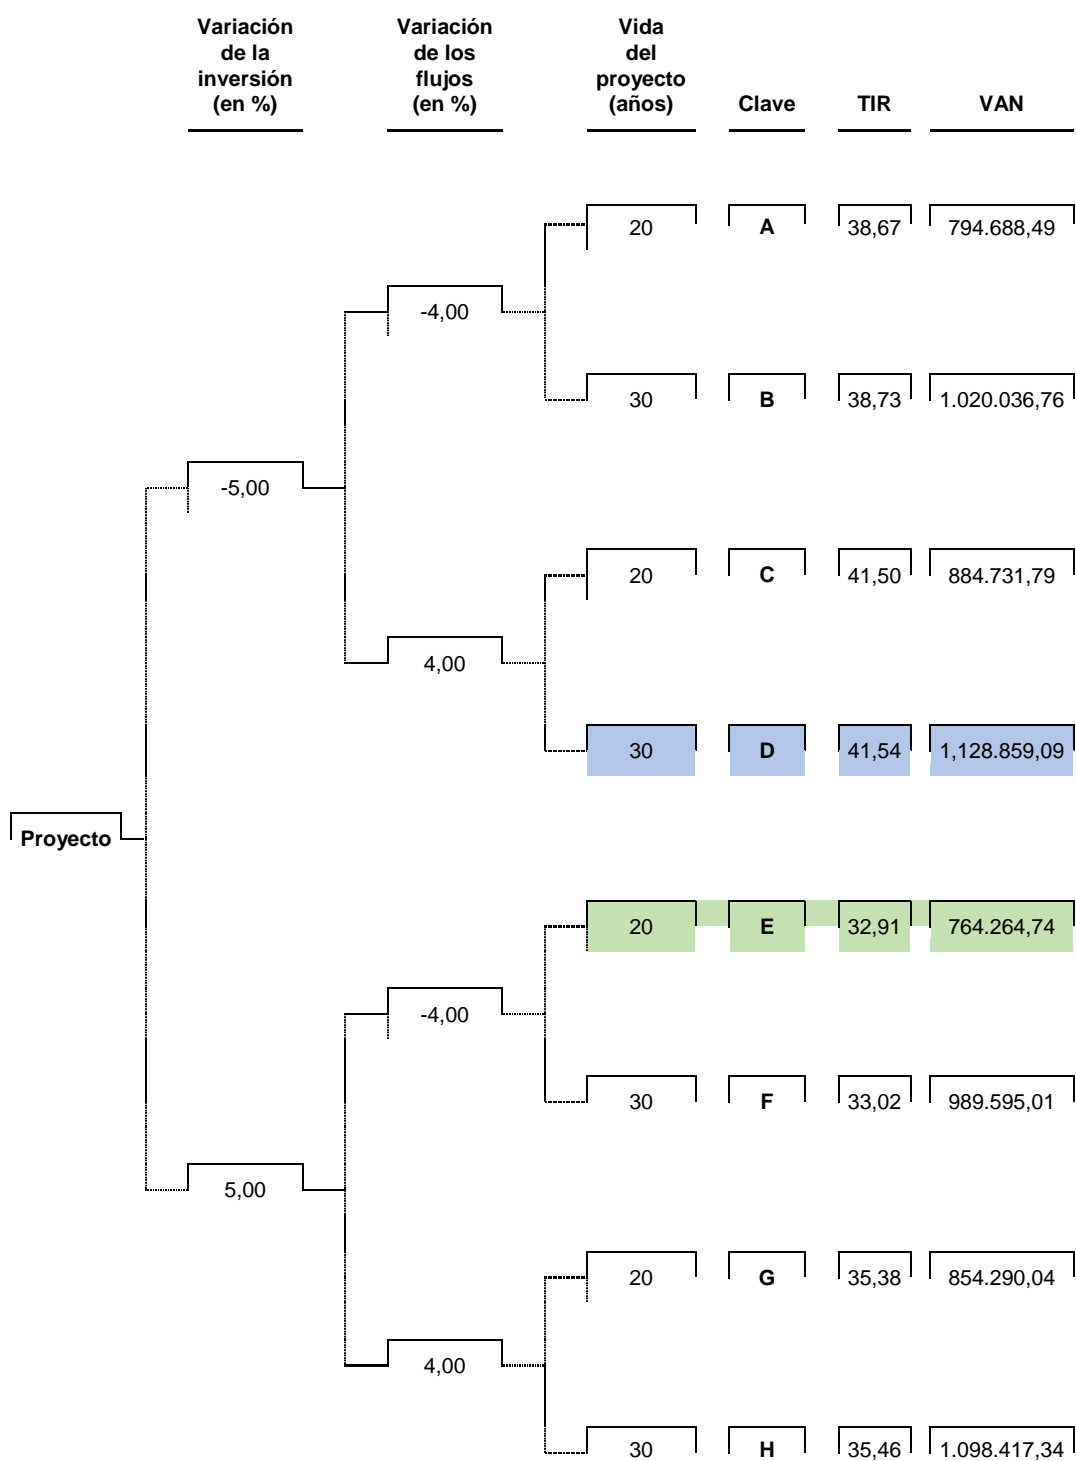 Variación de la inversión (en %)
Variación de los flujos (en %)
Vida del proyecto (años)
Clave
TIR
VAN
20 A 38,67 794.688,49
-4,00
30 B 38,73 1.020.036,76
-5,00
20 C 41,50 884.731,79
4,00
30 D 41,54 1,128.859,09
Proyecto
20 E 32,91 764.264,74
-4,00
30 F 33,02 989.595,01
5,00
20 G 35,38 854.290,04
4,00
30 H 35,46 1.098.417,34